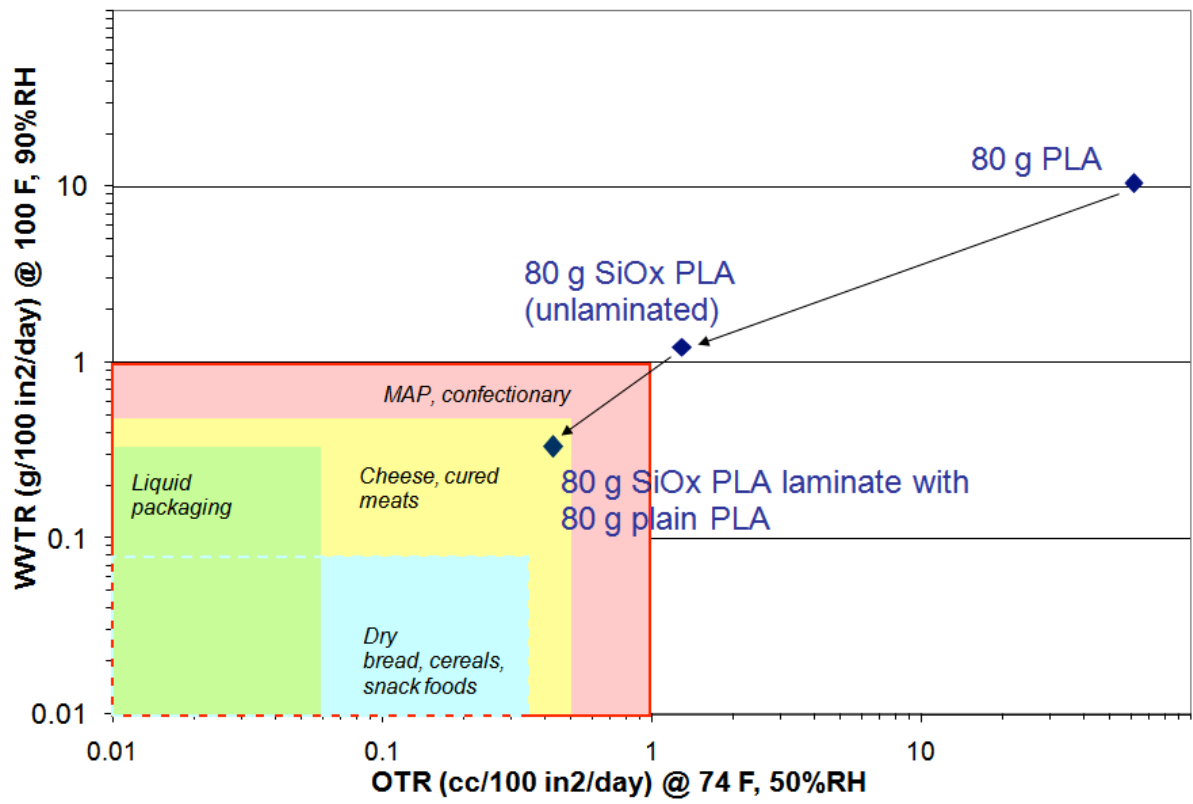 WVTR (g/100 in2/day) @ 100 F, 90%RH
10
1
0.1
0.01
80 g PLA
80 g SiOx PLA
(unlaminated)
MAP, confectionary
Liquid
packaging
Cheese, cured
meats
80 g SiOx PLA laminate with
80 g plain PLA
Dry
bread, cereals,
snack foods
0.01
0.1
1
10
OTR (cc/100 in2/day) @ 74 F, 50%RH